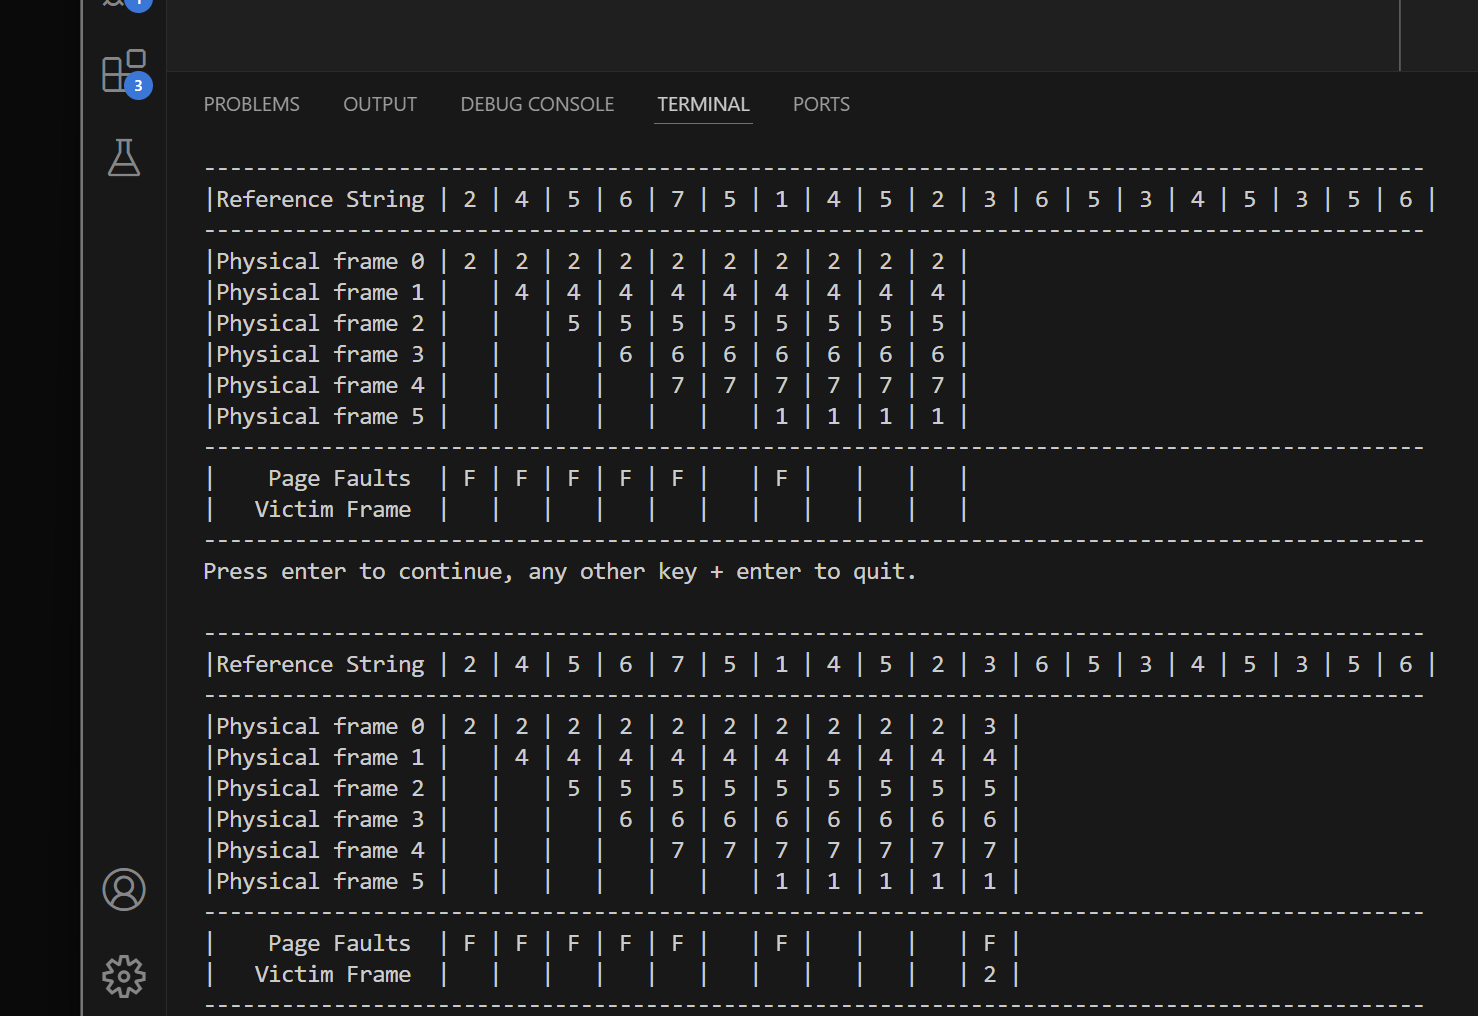 1
3
PROBLEMS OUTPUT DEBUG CONSOLE TERMINAL PORTS
----------------------------------------------------------------------------------------------
|Reference String | 2 | 4 | 5 | 6 | 7 | 5 | 1 | 4 | 5 | 2 | 3 | 6 | 5 | 3 | 4 | 5 | 3 | 5 | 6 |
----------------------------------------------------------------------------------------------
|Physical frame 0 | 2 | 2 | 2 | 2 | 2 | 2 | 2 | 2 | 2 | 2 |
|Physical frame 1 |   | 4 | 4 | 4 | 4 | 4 | 4 | 4 | 4 | 4 |
|Physical frame 2 |   |   | 5 | 5 | 5 | 5 | 5 | 5 | 5 | 5 |
|Physical frame 3 |   |   |   | 6 | 6 | 6 | 6 | 6 | 6 | 6 |
|Physical frame 4 |   |   |   |   | 7 | 7 | 7 | 7 | 7 | 7 |
|Physical frame 5 |   |   |   |   |   |   | 1 | 1 | 1 | 1 |
----------------------------------------------------------------------------------------------
|    Page Faults  | F | F | F | F | F |   | F |   |   |   |
|   Victim Frame  |   |   |   |   |   |   |   |   |   |   |
----------------------------------------------------------------------------------------------
Press enter to continue, any other key + enter to quit.
----------------------------------------------------------------------------------------------
|Reference String | 2 | 4 | 5 | 6 | 7 | 5 | 1 | 4 | 5 | 2 | 3 | 6 | 5 | 3 | 4 | 5 | 3 | 5 | 6 |
----------------------------------------------------------------------------------------------
|Physical frame 0 | 2 | 2 | 2 | 2 | 2 | 2 | 2 | 2 | 2 | 2 | 3 |
|Physical frame 1 |   | 4 | 4 | 4 | 4 | 4 | 4 | 4 | 4 | 4 | 4 |
|Physical frame 2 |   |   | 5 | 5 | 5 | 5 | 5 | 5 | 5 | 5 | 5 |
|Physical frame 3 |   |   |   | 6 | 6 | 6 | 6 | 6 | 6 | 6 | 6 |
|Physical frame 4 |   |   |   |   | 7 | 7 | 7 | 7 | 7 | 7 | 7 |
|Physical frame 5 |   |   |   |   |   |   | 1 | 1 | 1 | 1 | 1 |
----------------------------------------------------------------------------------------------
|    Page Faults  | F | F | F | F | F |   | F |   |   |   | F |
|   Victim Frame  |   |   |   |   |   |   |   |   |   |   | 2 |
----------------------------------------------------------------------------------------------